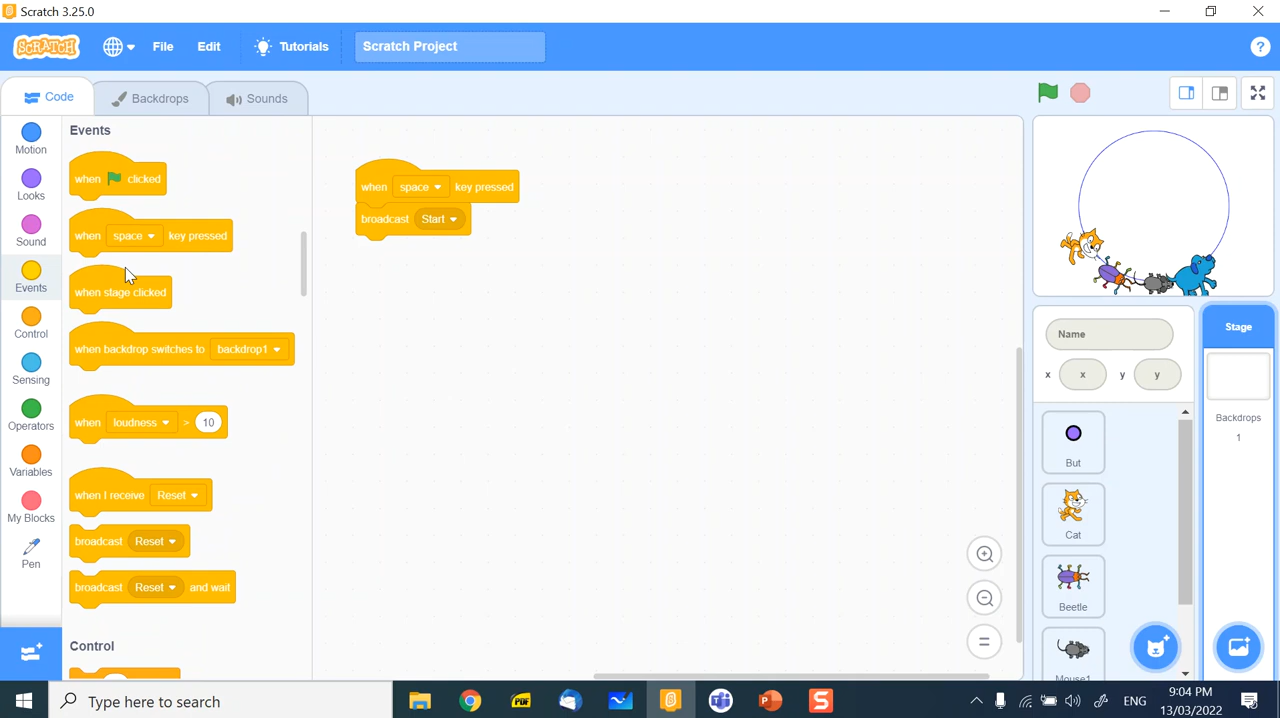 Scratch 3.25.0
SCRATCH
File
Edit
Tutorials
Scratch Project
?
Code
Backdrops
Sounds
Motion
Looks
Sound
Events
Control
Sensing
Operators
Variables
My Blocks
Pen
Events
when clicked
when space key pressed
when stage clicked
when backdrop switches to backdrop1
when loudness > 10
when I receive Reset
broadcast Reset
broadcast Reset and wait
Control
when space key pressed
broadcast Start
Name
x x y y
But
Cat
Beetle
Mouse1
Stage
Backdrops
1
Type here to search
PDF
S
ENG
9:04 PM
13/03/2022